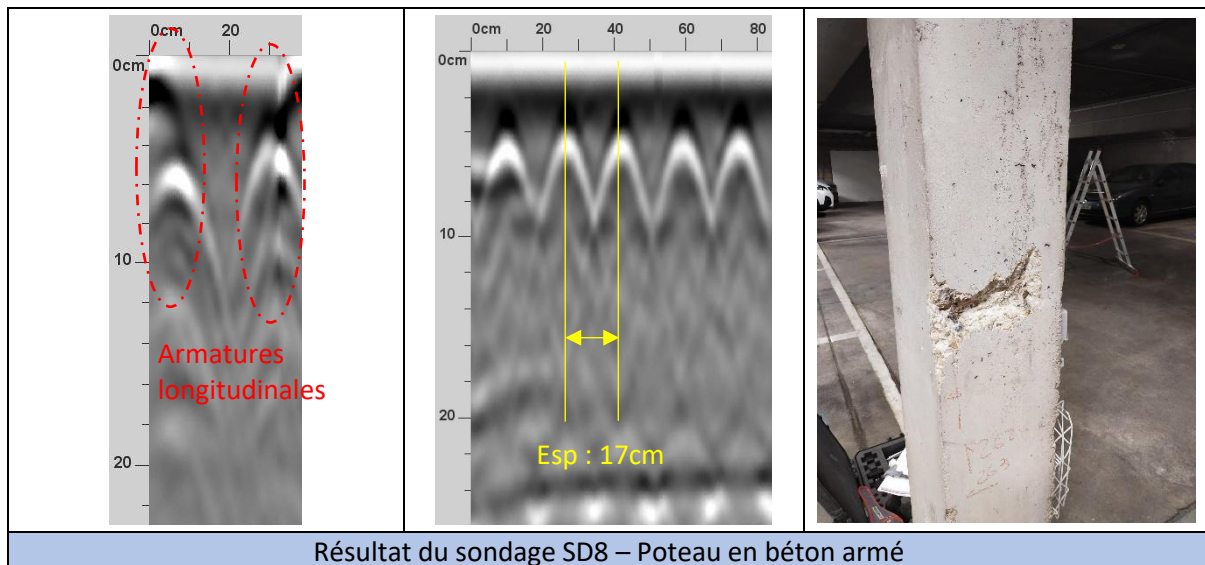 0cm 20
0cm
10
20
Armatures
longitudinales
0cm 20 40 60 80
0cm
10
20
Esp : 17cm
Résultat du sondage SD8 – Poteau en béton armé